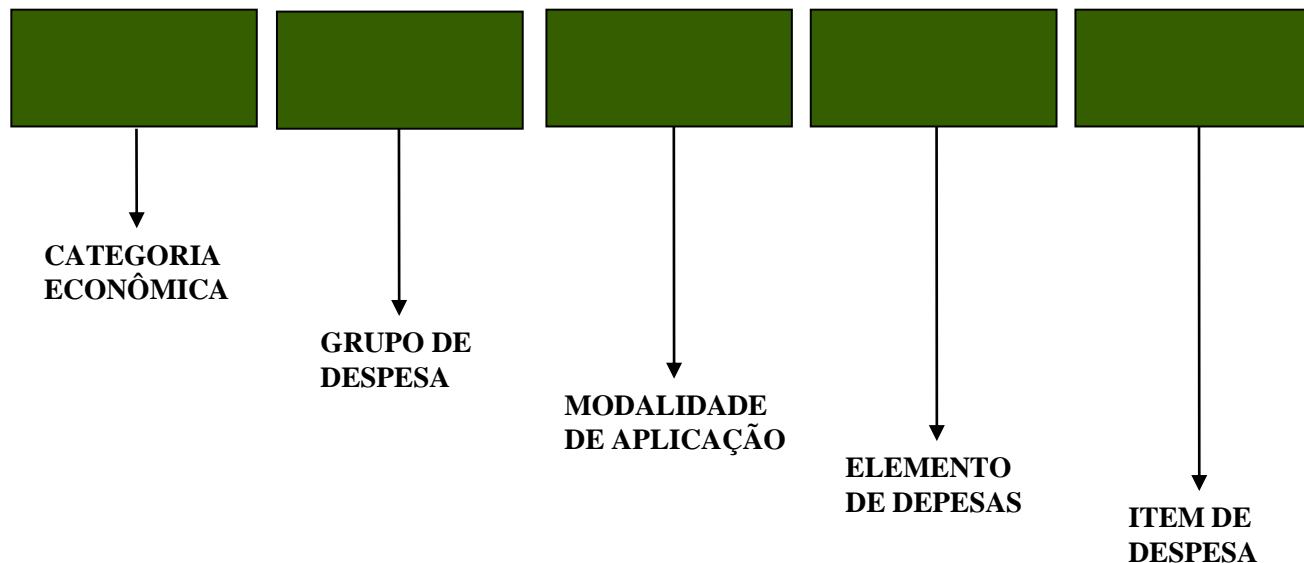 CATEGORIA
ECONÔMICA
GRUPO DE
DESPESA
MODALIDADE
DE APLICAÇÃO
ELEMENTO
DE DEPESAS
ITEM DE
DESPESA